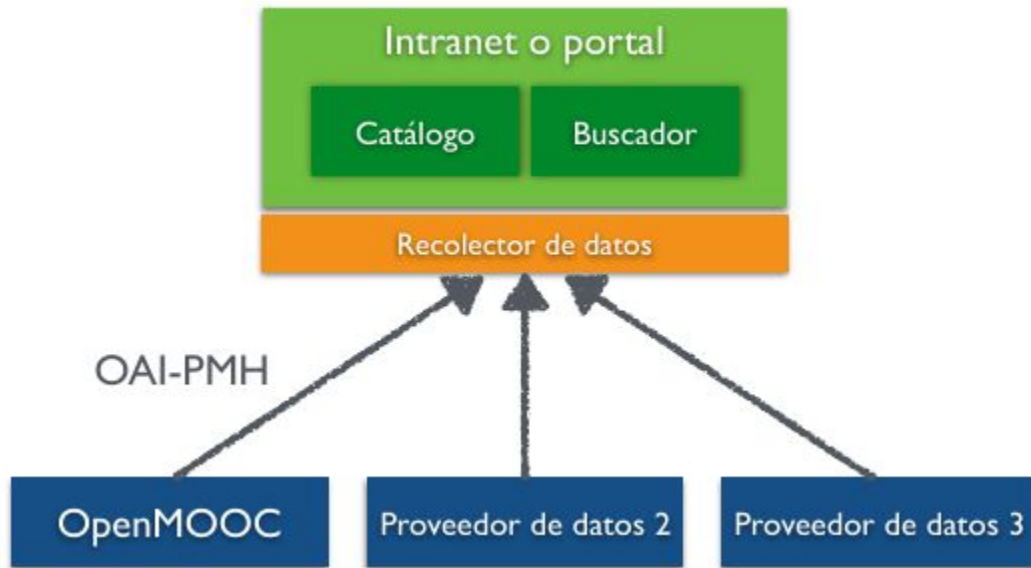 Intranet o portal
Catálogo
Buscador
Recolector de datos
OAI-PMH
OpenMOOC
Proveedor de datos 2
Proveedor de datos 3